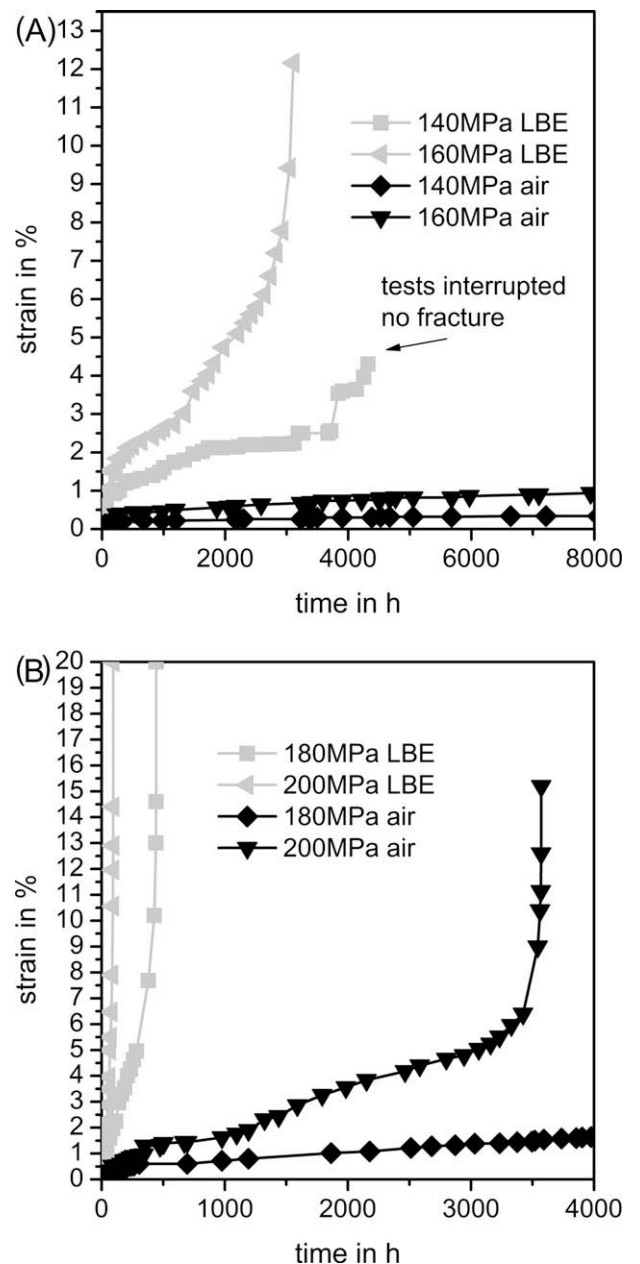 (A)
13
12
11
10
9
8
7
6
5
4
3
2
1
0
strain in %
140MPa LBE
160MPa LBE
140MPa air
160MPa air
tests interrupted
no fracture
0 2000 4000 6000 8000
time in h
(B)
20
19
18
17
16
15
14
13
12
11
10
9
8
7
6
5
4
3
2
1
0
strain in %
180MPa LBE
200MPa LBE
180MPa air
200MPa air
0 1000 2000 3000 4000
time in h